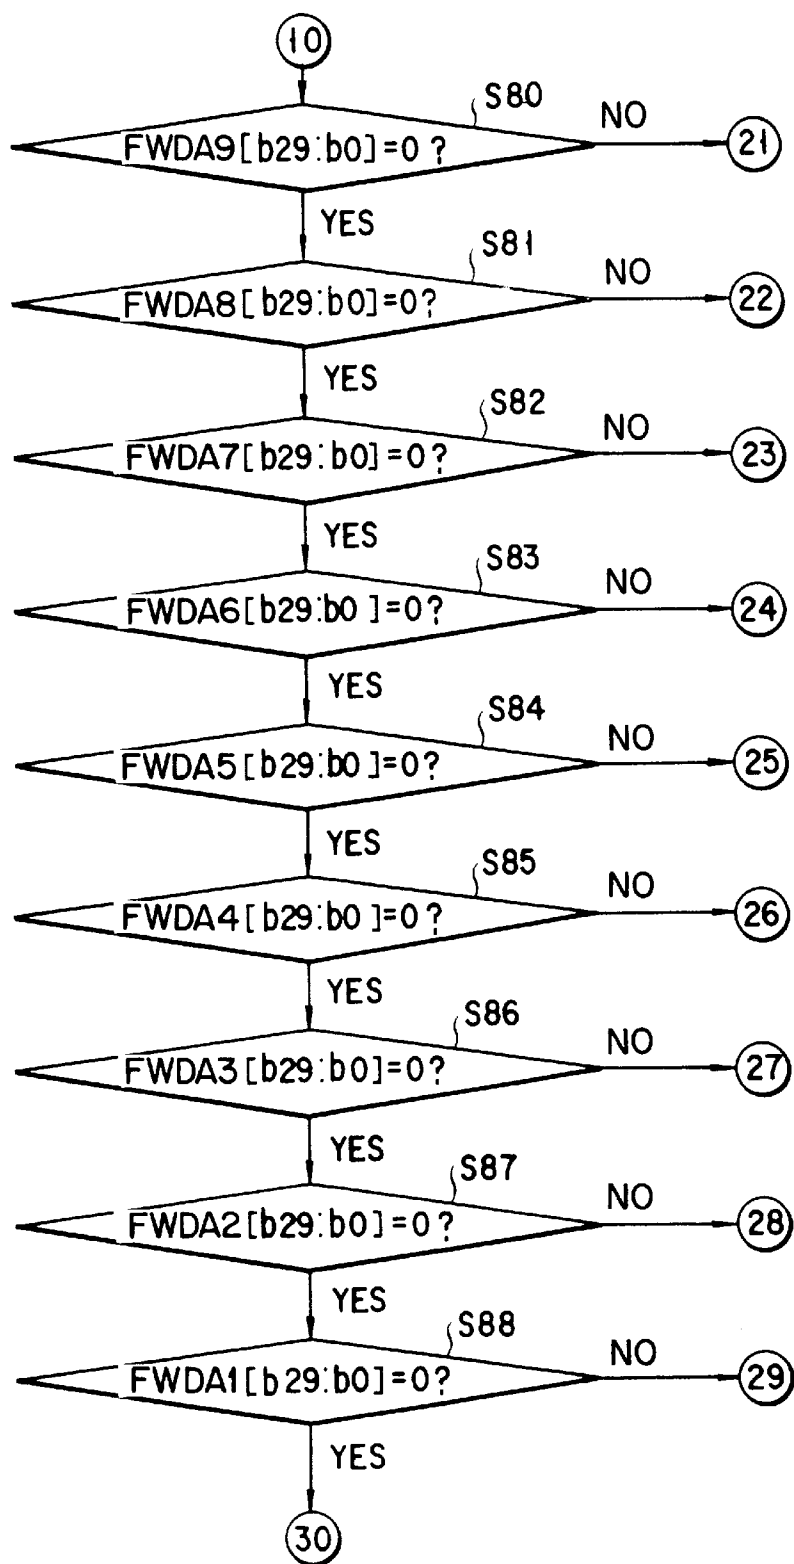 10
S80
FWDA9[b29:b0]=0? NO 21
YES
S81
FWDA8[b29:b0]=0? NO 22
YES
S82
FWDA7[b29:b0]=0? NO 23
YES
S83
FWDA6[b29:b0]=0? NO 24
YES
S84
FWDA5[b29:b0]=0? NO 25
YES
S85
FWDA4[b29:b0]=0? NO 26
YES
S86
FWDA3[b29:b0]=0? NO 27
YES
S87
FWDA2[b29:b0]=0? NO 28
YES
S88
FWDA1[b29:b0]=0? NO 29
YES
30